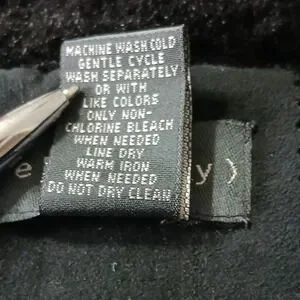 MACHINE WASH COLD
GENTLE CYCLE
WASH SEPARATELY
OR WITH
LIKE COLORS
ONLY NON-
CHLORINE BLEACH
WHEN NEEDED
LINE DRY
WARM IRON
WHEN NEEDED
DO NOT DRY CLEAN
e
y )